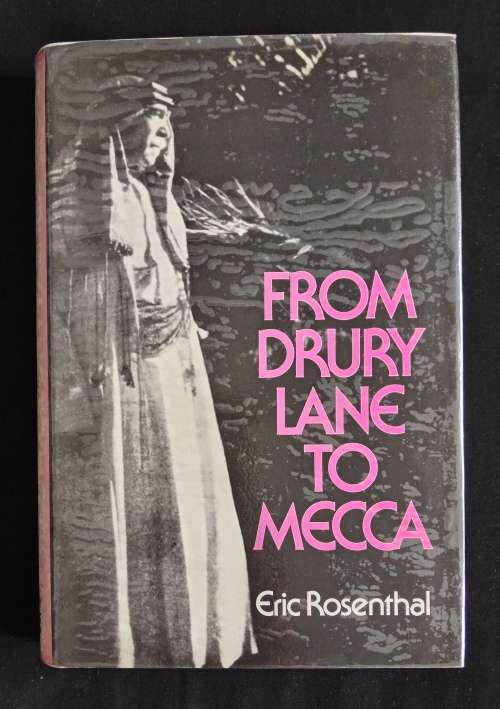 FROM
DRURY
LANE
TO
MECCA
Eric Rosenthal